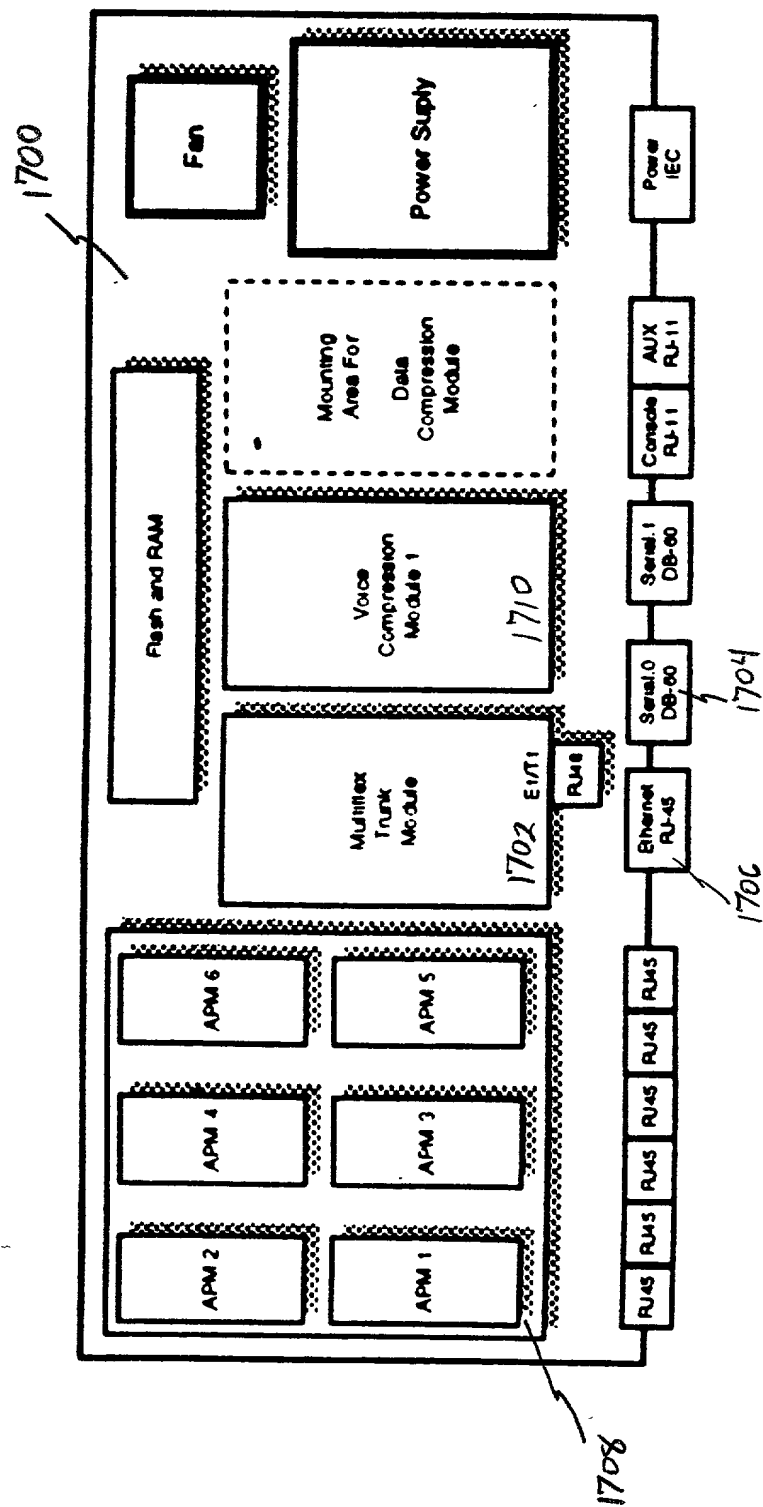 1700
Fan
Power Suply
Flash and RAM
Mounting
Area For
Data
Compression
Module
Voice
Compression
Module 1
1710
Multiflex
Trunk
Module
1702
E1/T1
RJ48
APM 2
APM 4
APM 6
APM 1
APM 3
APM 5
1708
RJ45
RJ45
RJ45
RJ45
RJ45
RJ45
Ethernet
RJ-45
1706
Serial.0
DB-60
1704
Serial.1
DB-60
Console
RJ-11
AUX
RJ-11
Power
IEC